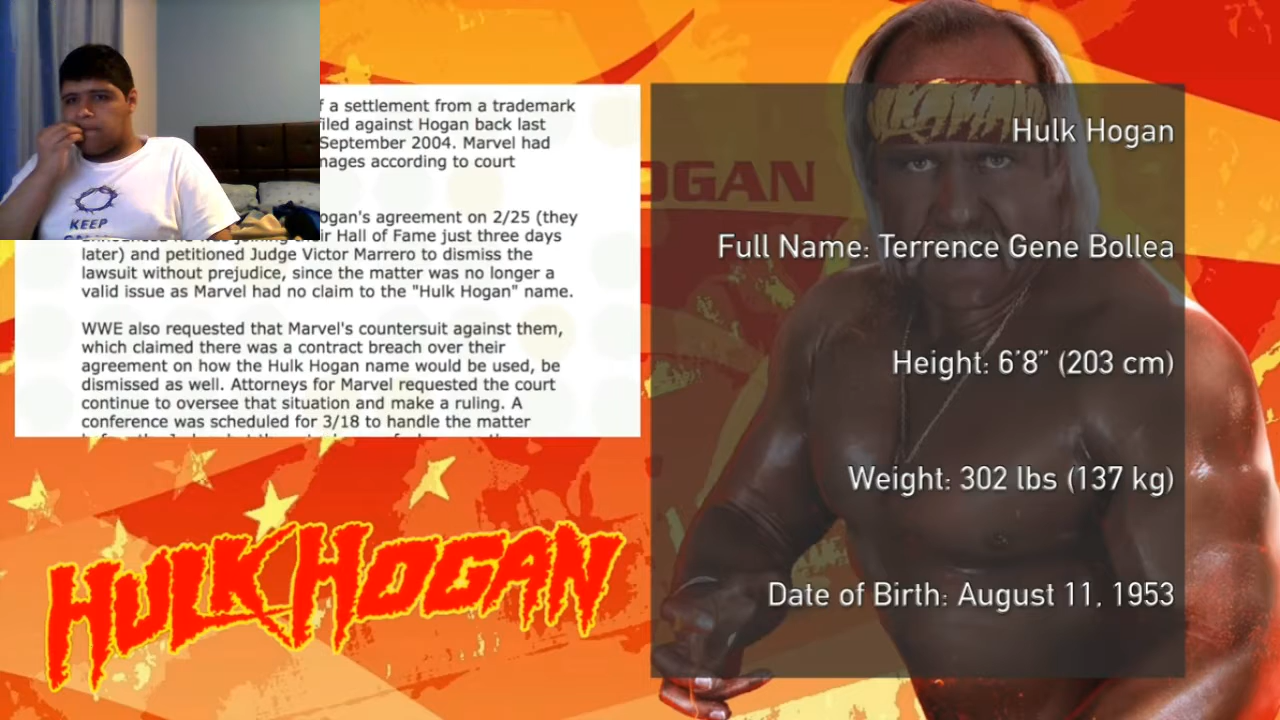 KEEP
f a settlement from a trademark
filed against Hogan back last
September 2004. Marvel had
nages according to court
ogan's agreement on 2/25 (they
ir Hall of Fame just three days
later) and petitioned Judge Victor Marrero to dismiss the
lawsuit without prejudice, since the matter was no longer a
valid issue as Marvel had no claim to the "Hulk Hogan" name.
WWE also requested that Marvel's countersuit against them,
which claimed there was a contract breach over their
agreement on how the Hulk Hogan name would be used, be
dismissed as well. Attorneys for Marvel requested the court
continue to oversee that situation and make a ruling. A
conference was scheduled for 3/18 to handle the matter
HULK HOGAN
OGAN
Hulk Hogan
Full Name: Terrence Gene Bollea
Height: 6'8" (203 cm)
Weight: 302 lbs (137 kg)
Date of Birth: August 11, 1953